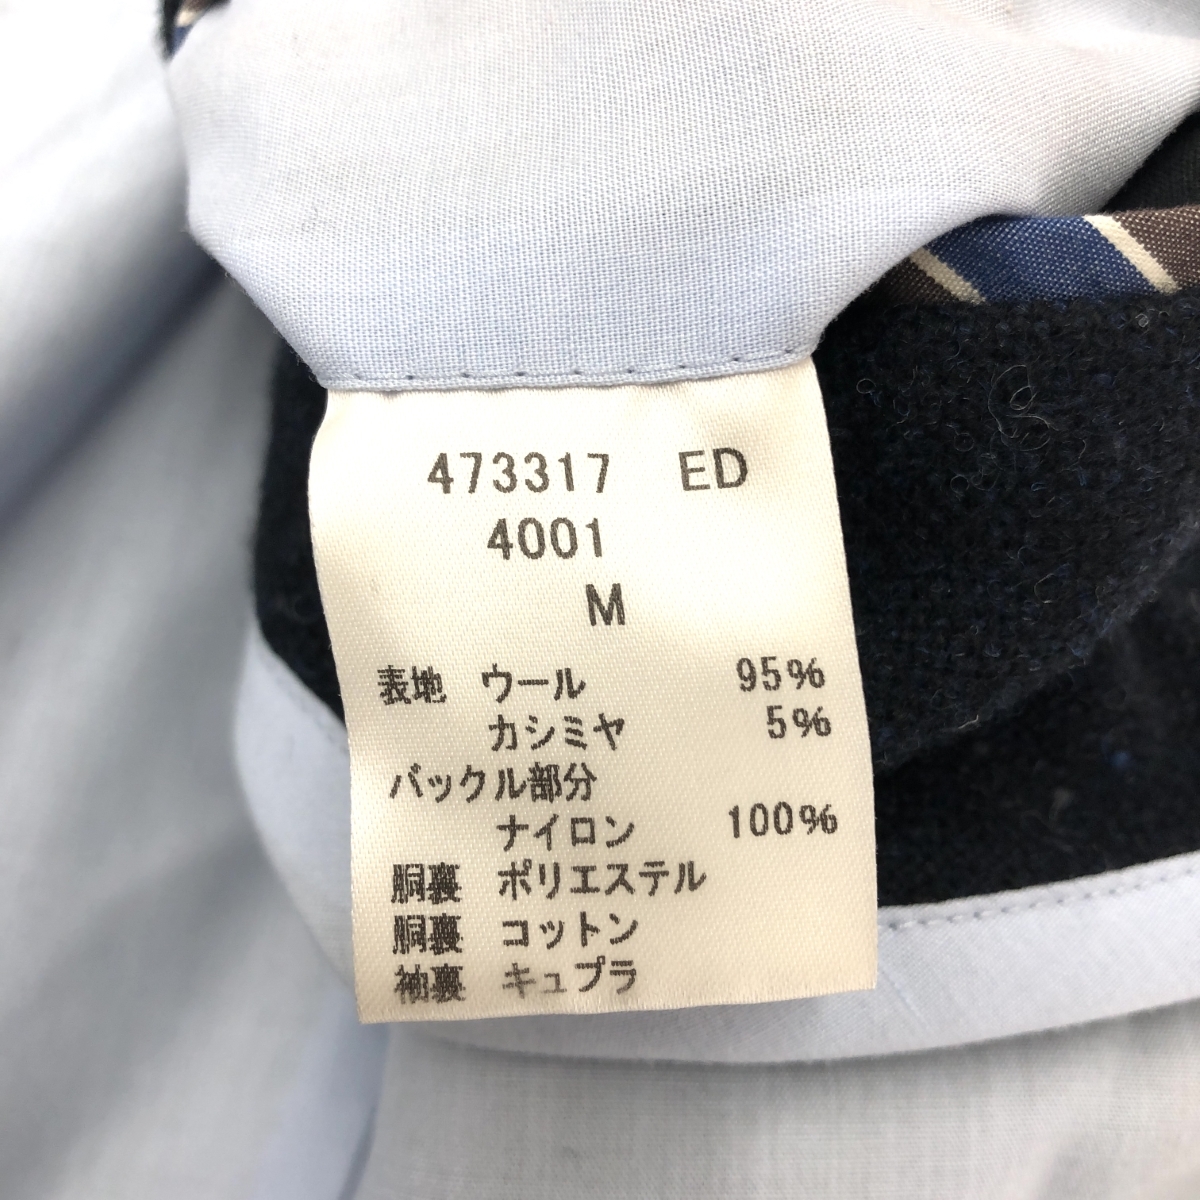 473317 ED
4001
M
表地 ウール 95%
カシミヤ 5%
バックル部分
ナイロン 100%
胴裏 ポリエステル
胴裏 コットン
袖裏 キュプラ